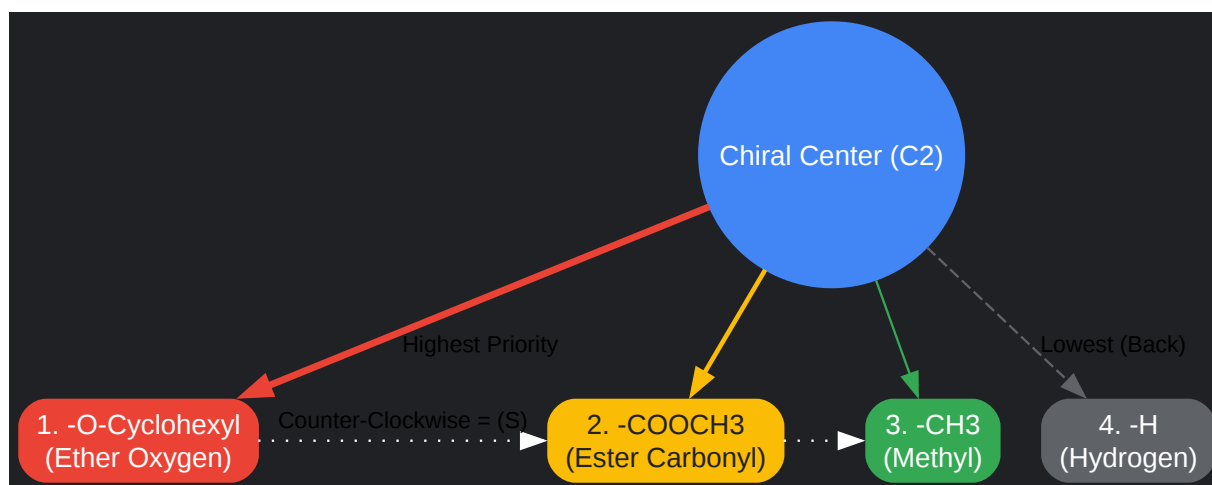 Chiral Center (C2)
Highest Priority
Lowest (Back)
1. -O-Cyclohexyl
(Ether Oxygen)
Counter-Clockwise = (S)
2. -COOCH3
(Ester Carbonyl)
3. -CH3
(Methyl)
4. -H
(Hydrogen)